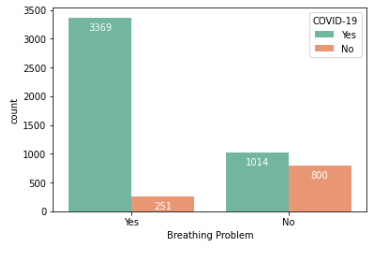 3500
3000
2500
2000
1500
1000
500
0
count
3369
251
1014
800
COVID-19
Yes
No
Yes
No
Breathing Problem